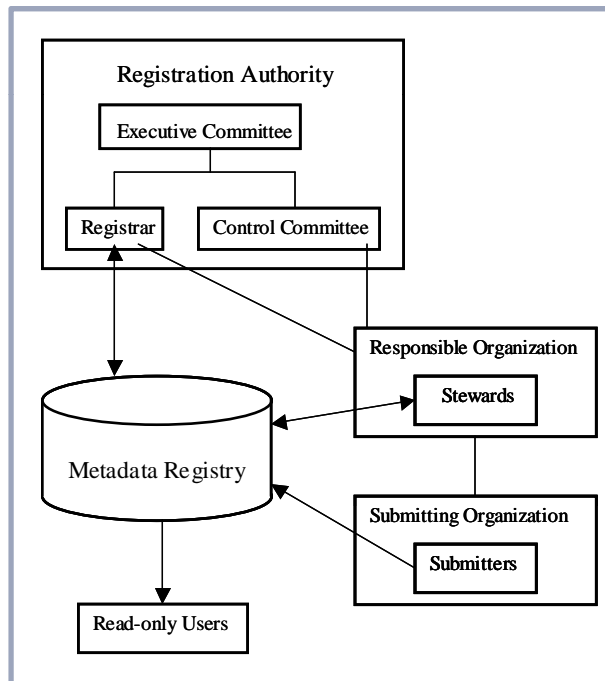 Registration Authority
Executive Committee
Registrar
Control Committee
Responsible Organization
Stewards
Metadata Registry
Submitting Organization
Submitters
Read-only Users